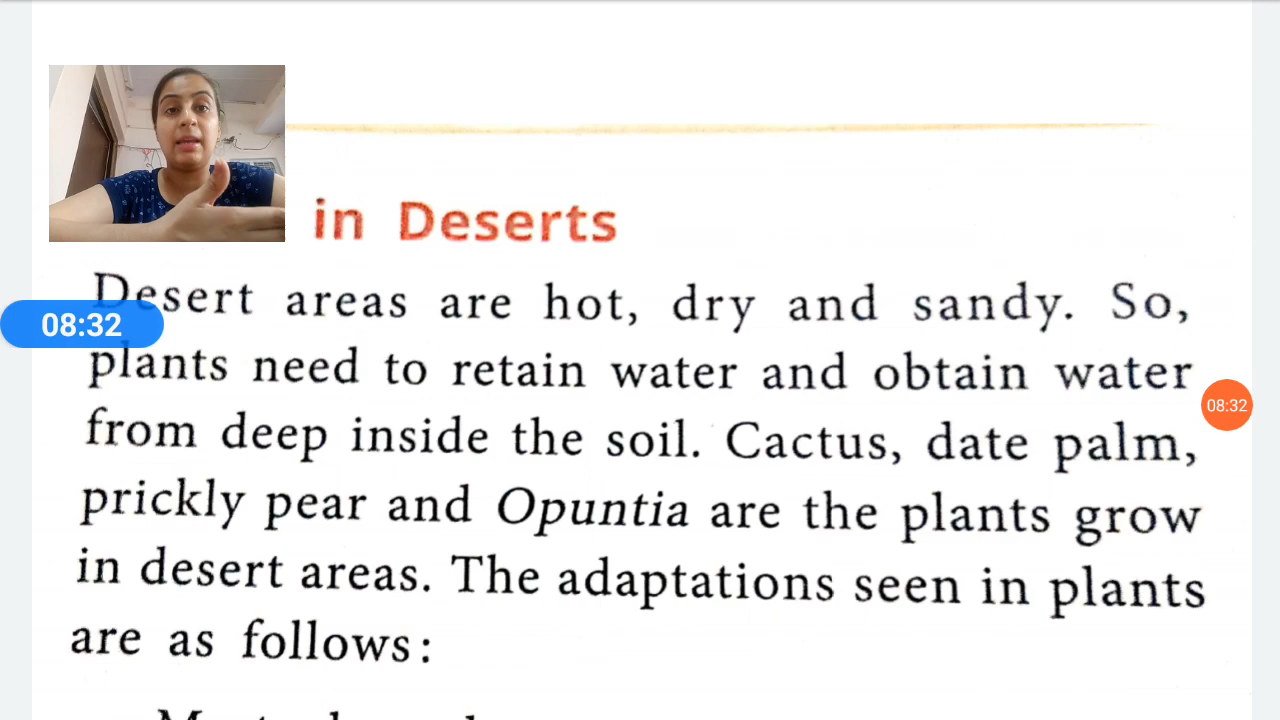 in Deserts
Desert areas are hot, dry and sandy. So,
08:32
plants need to retain water and obtain water
08:32
from deep inside the soil. Cactus, date palm,
prickly pear and Opuntia are the plants grow
in desert areas. The adaptations seen in plants
are as follows: